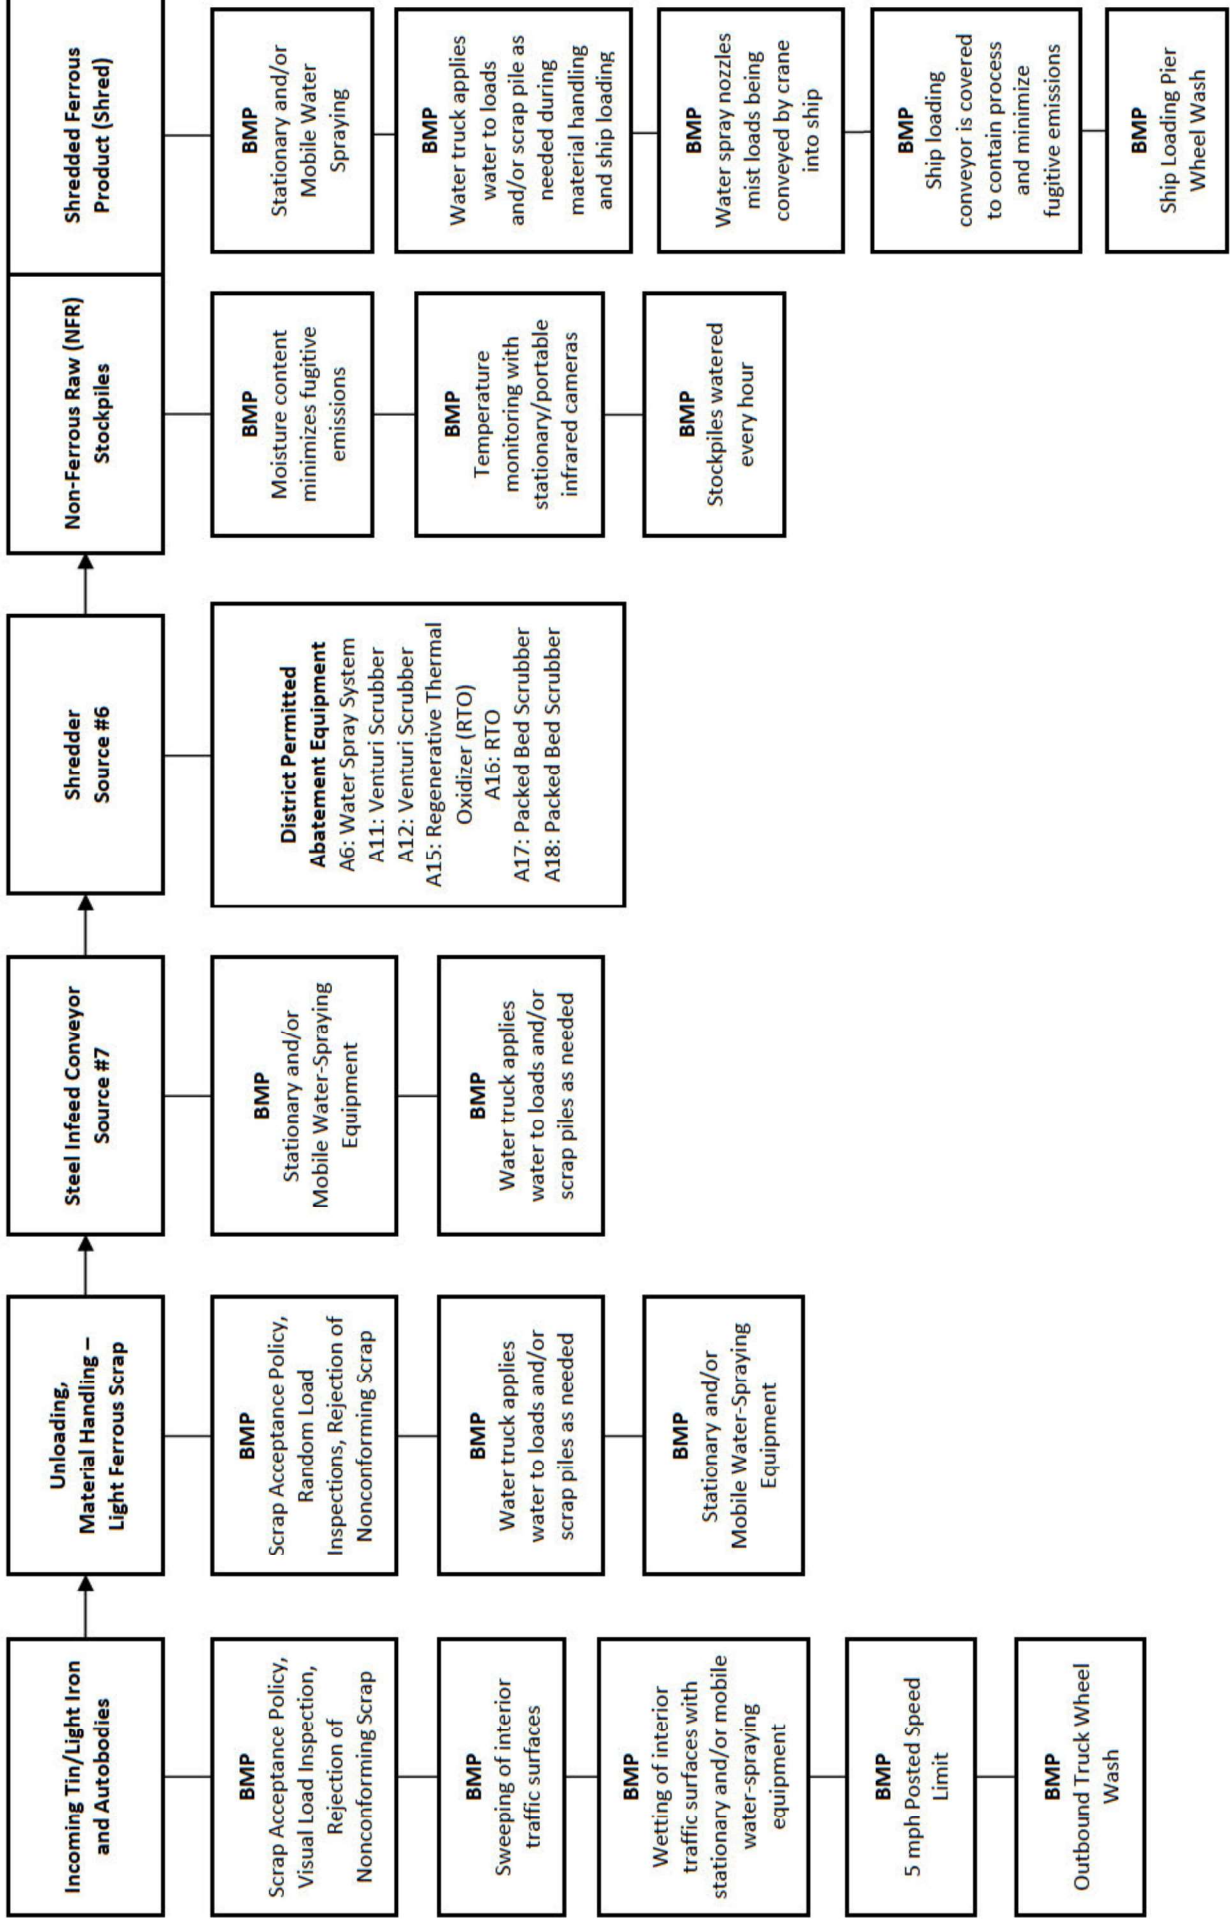 Incoming Tin/Light Iron
and Autobodies
BMP
Scrap Acceptance Policy,
Visual Load Inspection,
Rejection of
Nonconforming Scrap
BMP
Sweeping of interior
traffic surfaces
BMP
Wetting of interior
traffic surfaces with
stationary and/or mobile
water-spraying
equipment
BMP
5 mph Posted Speed
Limit
BMP
Outbound Truck Wheel
Wash
Unloading,
Material Handling –
Light Ferrous Scrap
BMP
Scrap Acceptance Policy,
Random Load
Inspections, Rejection of
Nonconforming Scrap
BMP
Water truck applies
water to loads and/or
scrap piles as needed
BMP
Stationary and/or
Mobile Water-Spraying
Equipment
Steel Infeed Conveyor
Source #7
BMP
Stationary and/or
Mobile Water-Spraying
Equipment
BMP
Water truck applies
water to loads and/or
scrap piles as needed
Shredder
Source #6
District Permitted
Abatement Equipment
A6: Water Spray System
A11: Venturi Scrubber
A12: Venturi Scrubber
A15: Regenerative Thermal
Oxidizer (RTO)
A16: RTO
A17: Packed Bed Scrubber
A18: Packed Bed Scrubber
Non-Ferrous Raw (NFR)
Stockpiles
BMP
Moisture content
minimizes fugitive
emissions
BMP
Temperature
monitoring with
stationary/portable
infrared cameras
BMP
Stockpiles watered
every hour
Shredded Ferrous
Product (Shred)
BMP
Stationary and/or
Mobile Water
Spraying
BMP
Water truck applies
water to loads
and/or scrap pile as
needed during
material handling
and ship loading
BMP
Water spray nozzles
mist loads being
conveyed by crane
into ship
BMP
Ship loading
conveyor is covered
to contain process
and minimize
fugitive emissions
BMP
Ship Loading Pier
Wheel Wash